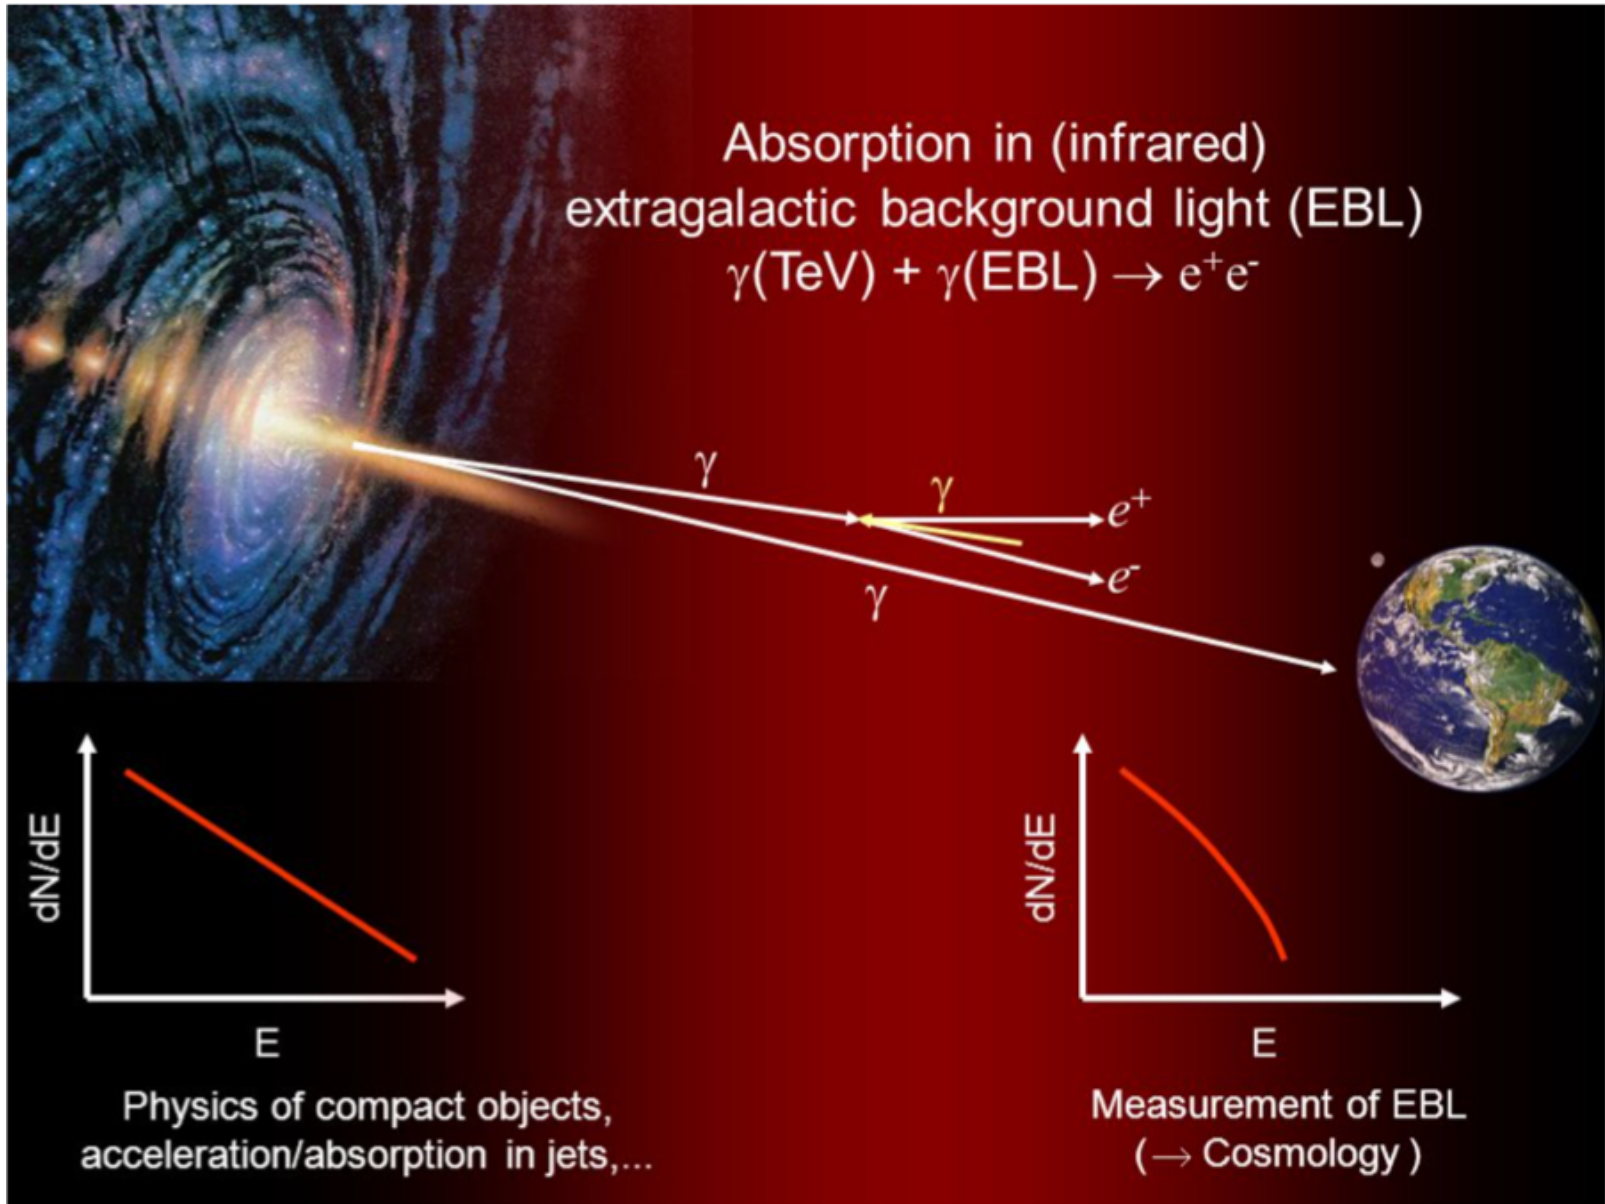 Absorption in (infrared)
extragalactic background light (EBL)
γ(TeV) + γ(EBL) → e⁺e⁻
γ
γ
e⁺
e⁻
γ
dN/dE
E
Physics of compact objects,
acceleration/absorption in jets,...
dN/dE
E
Measurement of EBL
(→ Cosmology )